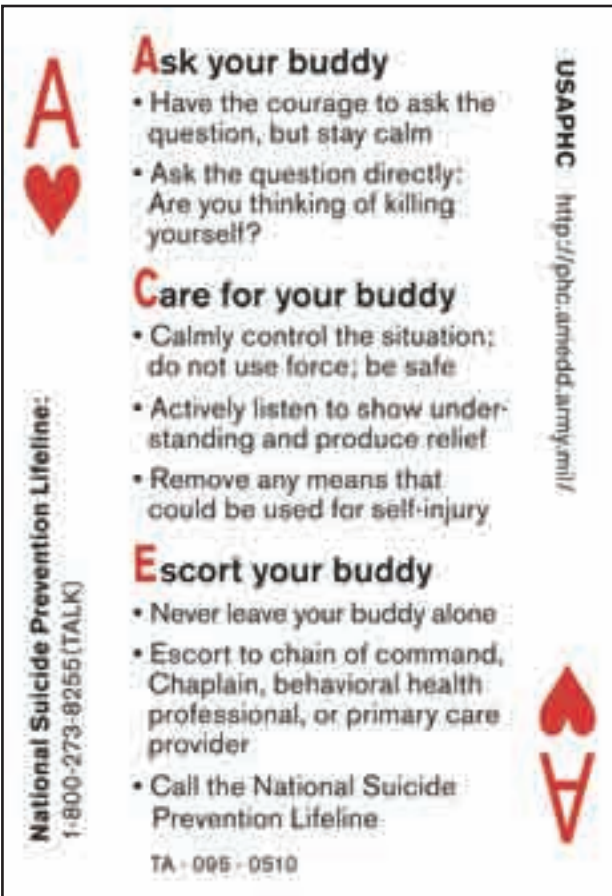 A
Ask your buddy
• Have the courage to ask the
question, but stay calm
• Ask the question directly:
Are you thinking of killing
yourself?
Care for your buddy
• Calmly control the situation;
do not use force; be safe
• Actively listen to show under-
standing and produce relief
• Remove any means that
could be used for self-injury
Escort your buddy
• Never leave your buddy alone
• Escort to chain of command,
Chaplain, behavioral health
professional, or primary care
provider
• Call the National Suicide
Prevention Lifeline
TA - 095 - 0510
National Suicide Prevention Lifeline:
1-800-273-8255(TALK)
USAPHC http://phc.amedd.army.mil/
A